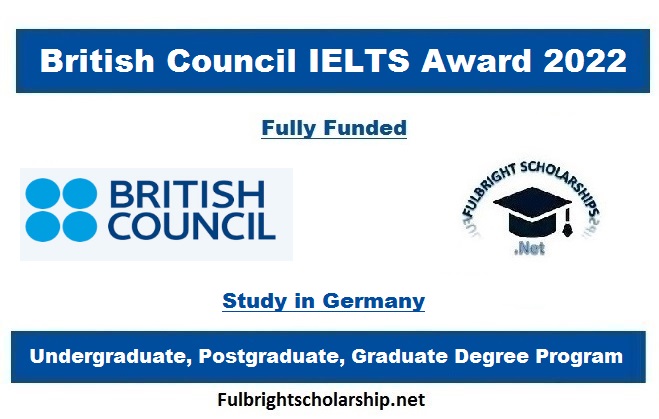 British Council IELTS Award 2022
Fully Funded
BRITISH
COUNCIL
FULBRIGHT SCHOLARSHIPS
.Net
Study in Germany
Undergraduate, Postgraduate, Graduate Degree Program
Fulbrightscholarship.net